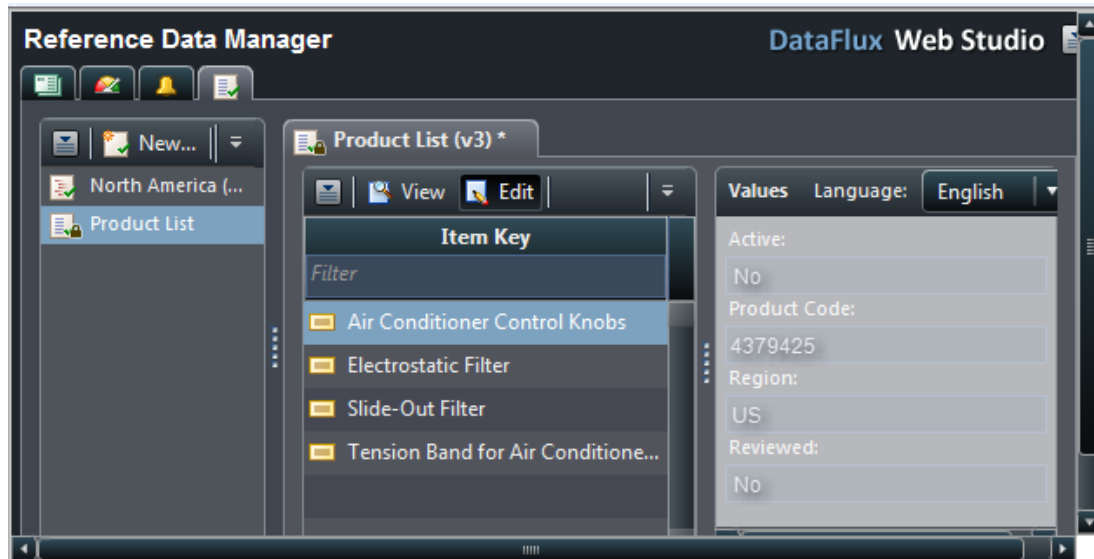 Reference Data Manager
DataFlux Web Studio
New...
North America (...
Product List
Product List (v3) *
View Edit
Item Key
Filter
Air Conditioner Control Knobs
Electrostatic Filter
Slide-Out Filter
Tension Band for Air Conditione...
Values Language: English
Active:
No
Product Code:
4379425
Region:
US
Reviewed:
No